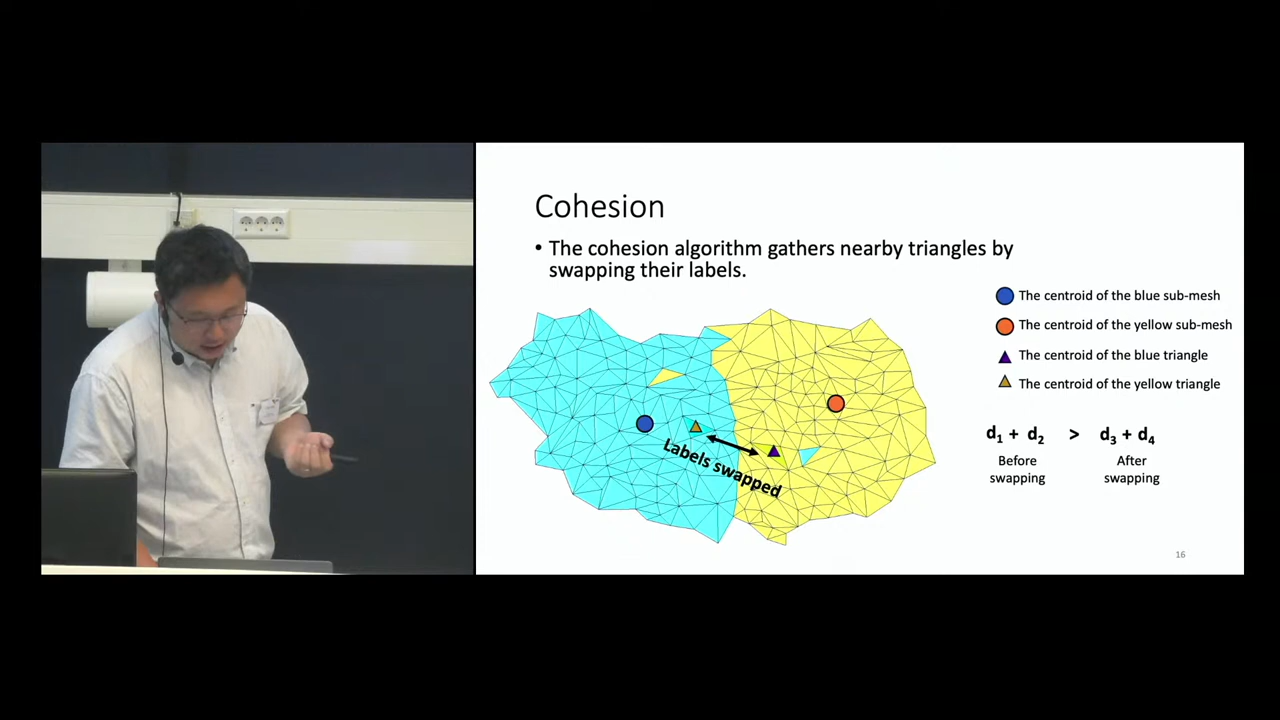 Cohesion
• The cohesion algorithm gathers nearby triangles by
swapping their labels.
The centroid of the blue sub-mesh
The centroid of the yellow sub-mesh
The centroid of the blue triangle
The centroid of the yellow triangle
Labels swapped
d1 + d2 > d3 + d4
Before swapping
After swapping
16